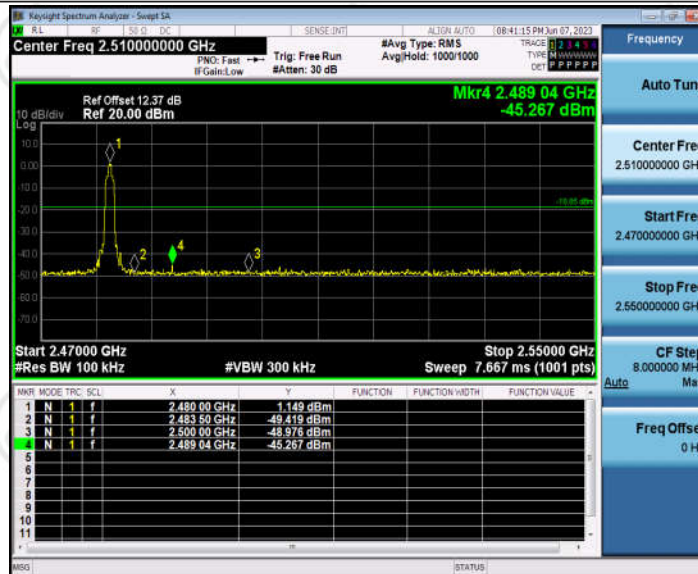 Keysight Spectrum Analyzer - Swept SA
RL RF 50 Ω DC SENSE:INT ALIGN AUTO 08:41:15 PM Jun 07, 2023
Center Freq 2.510000000 GHz
PNO: Fast
IFGain:Low
Trig: Free Run
#Atten: 30 dB
#Avg Type: RMS
Avg|Hold: 1000/1000
TRACE 1 2 3 4 5 6
TYPE M WWWWW
DET P P P P P P
Ref Offset 12.37 dB
Ref 20.00 dBm
10 dB/div
Log
Mkr4 2.489 04 GHz
-45.267 dBm
10.0
0.00
-10.0
-20.0
-30.0
-40.0
-50.0
-60.0
-70.0
1
2
4
3
Start 2.47000 GHz
Stop 2.55000 GHz
#Res BW 100 kHz
#VBW 300 kHz
Sweep 7.667 ms (1001 pts)
MKR MODE TRC SCL X Y FUNCTION FUNCTION WIDTH FUNCTION VALUE
1 N 1 f 2.480 00 GHz 1.149 dBm
2 N 1 f 2.483 50 GHz -49.419 dBm
3 N 1 f 2.500 00 GHz -48.976 dBm
4 N 1 f 2.489 04 GHz -45.267 dBm
5
6
7
8
9
10
11
MSG
STATUS
Frequency
Auto Tun
Center Fre
2.510000000 GH
Start Fre
2.470000000 GH
Stop Fre
2.550000000 GH
CF Step
8.000000 MH
Auto Ma
Freq Offse
0 H